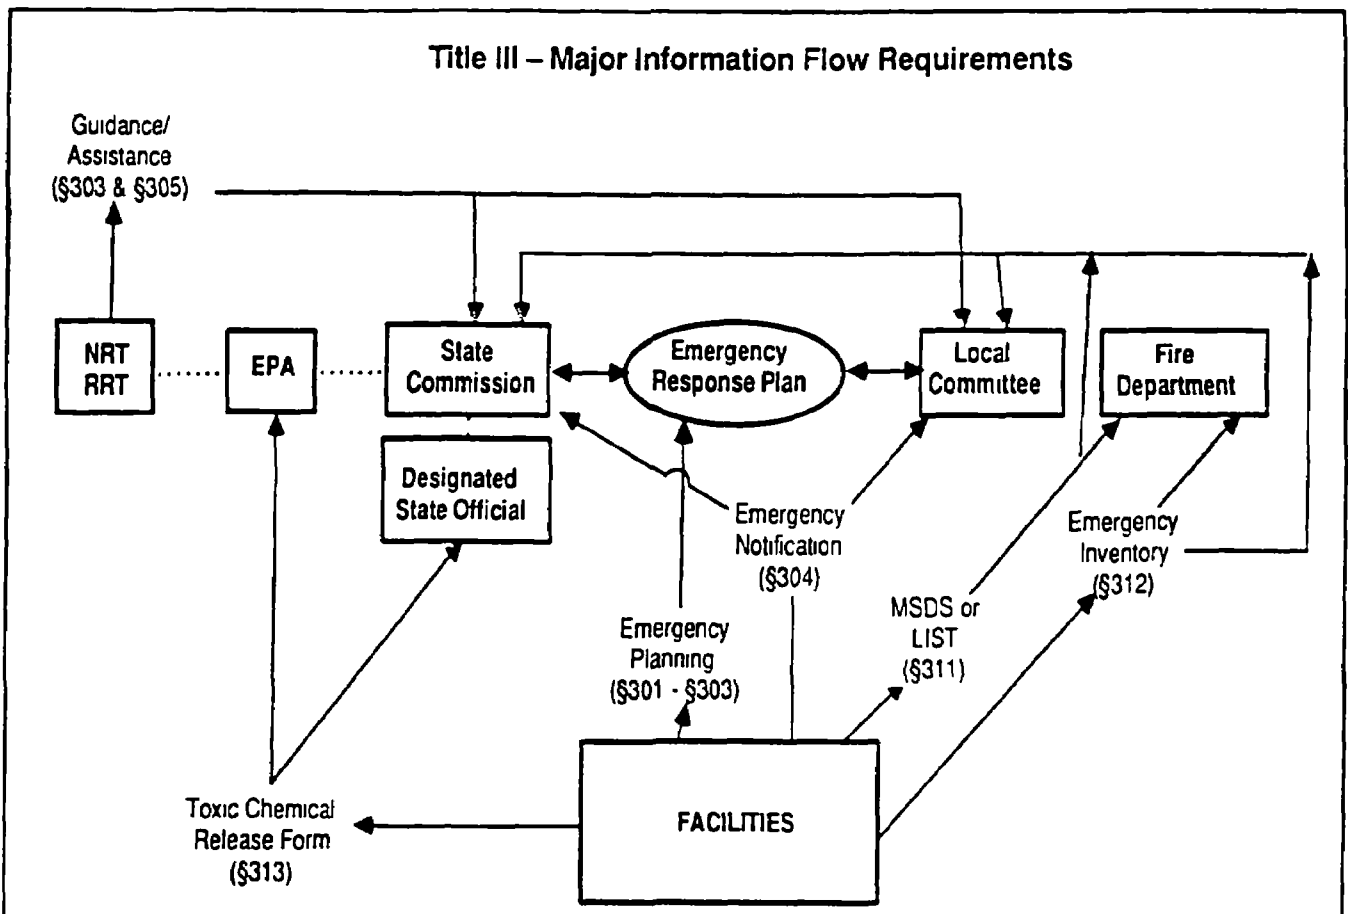 Title III – Major Information Flow Requirements
Guidance/
Assistance
(§303 & §305)
NRT
RRT
EPA
State
Commission
Emergency
Response Plan
Local
Committee
Fire
Department
Designated
State Official
Emergency
Notification
(§304)
Emergency
Inventory
(§312)
MSDS or
LIST
(§311)
Emergency
Planning
(§301 - §303)
Toxic Chemical
Release Form
(§313)
FACILITIES